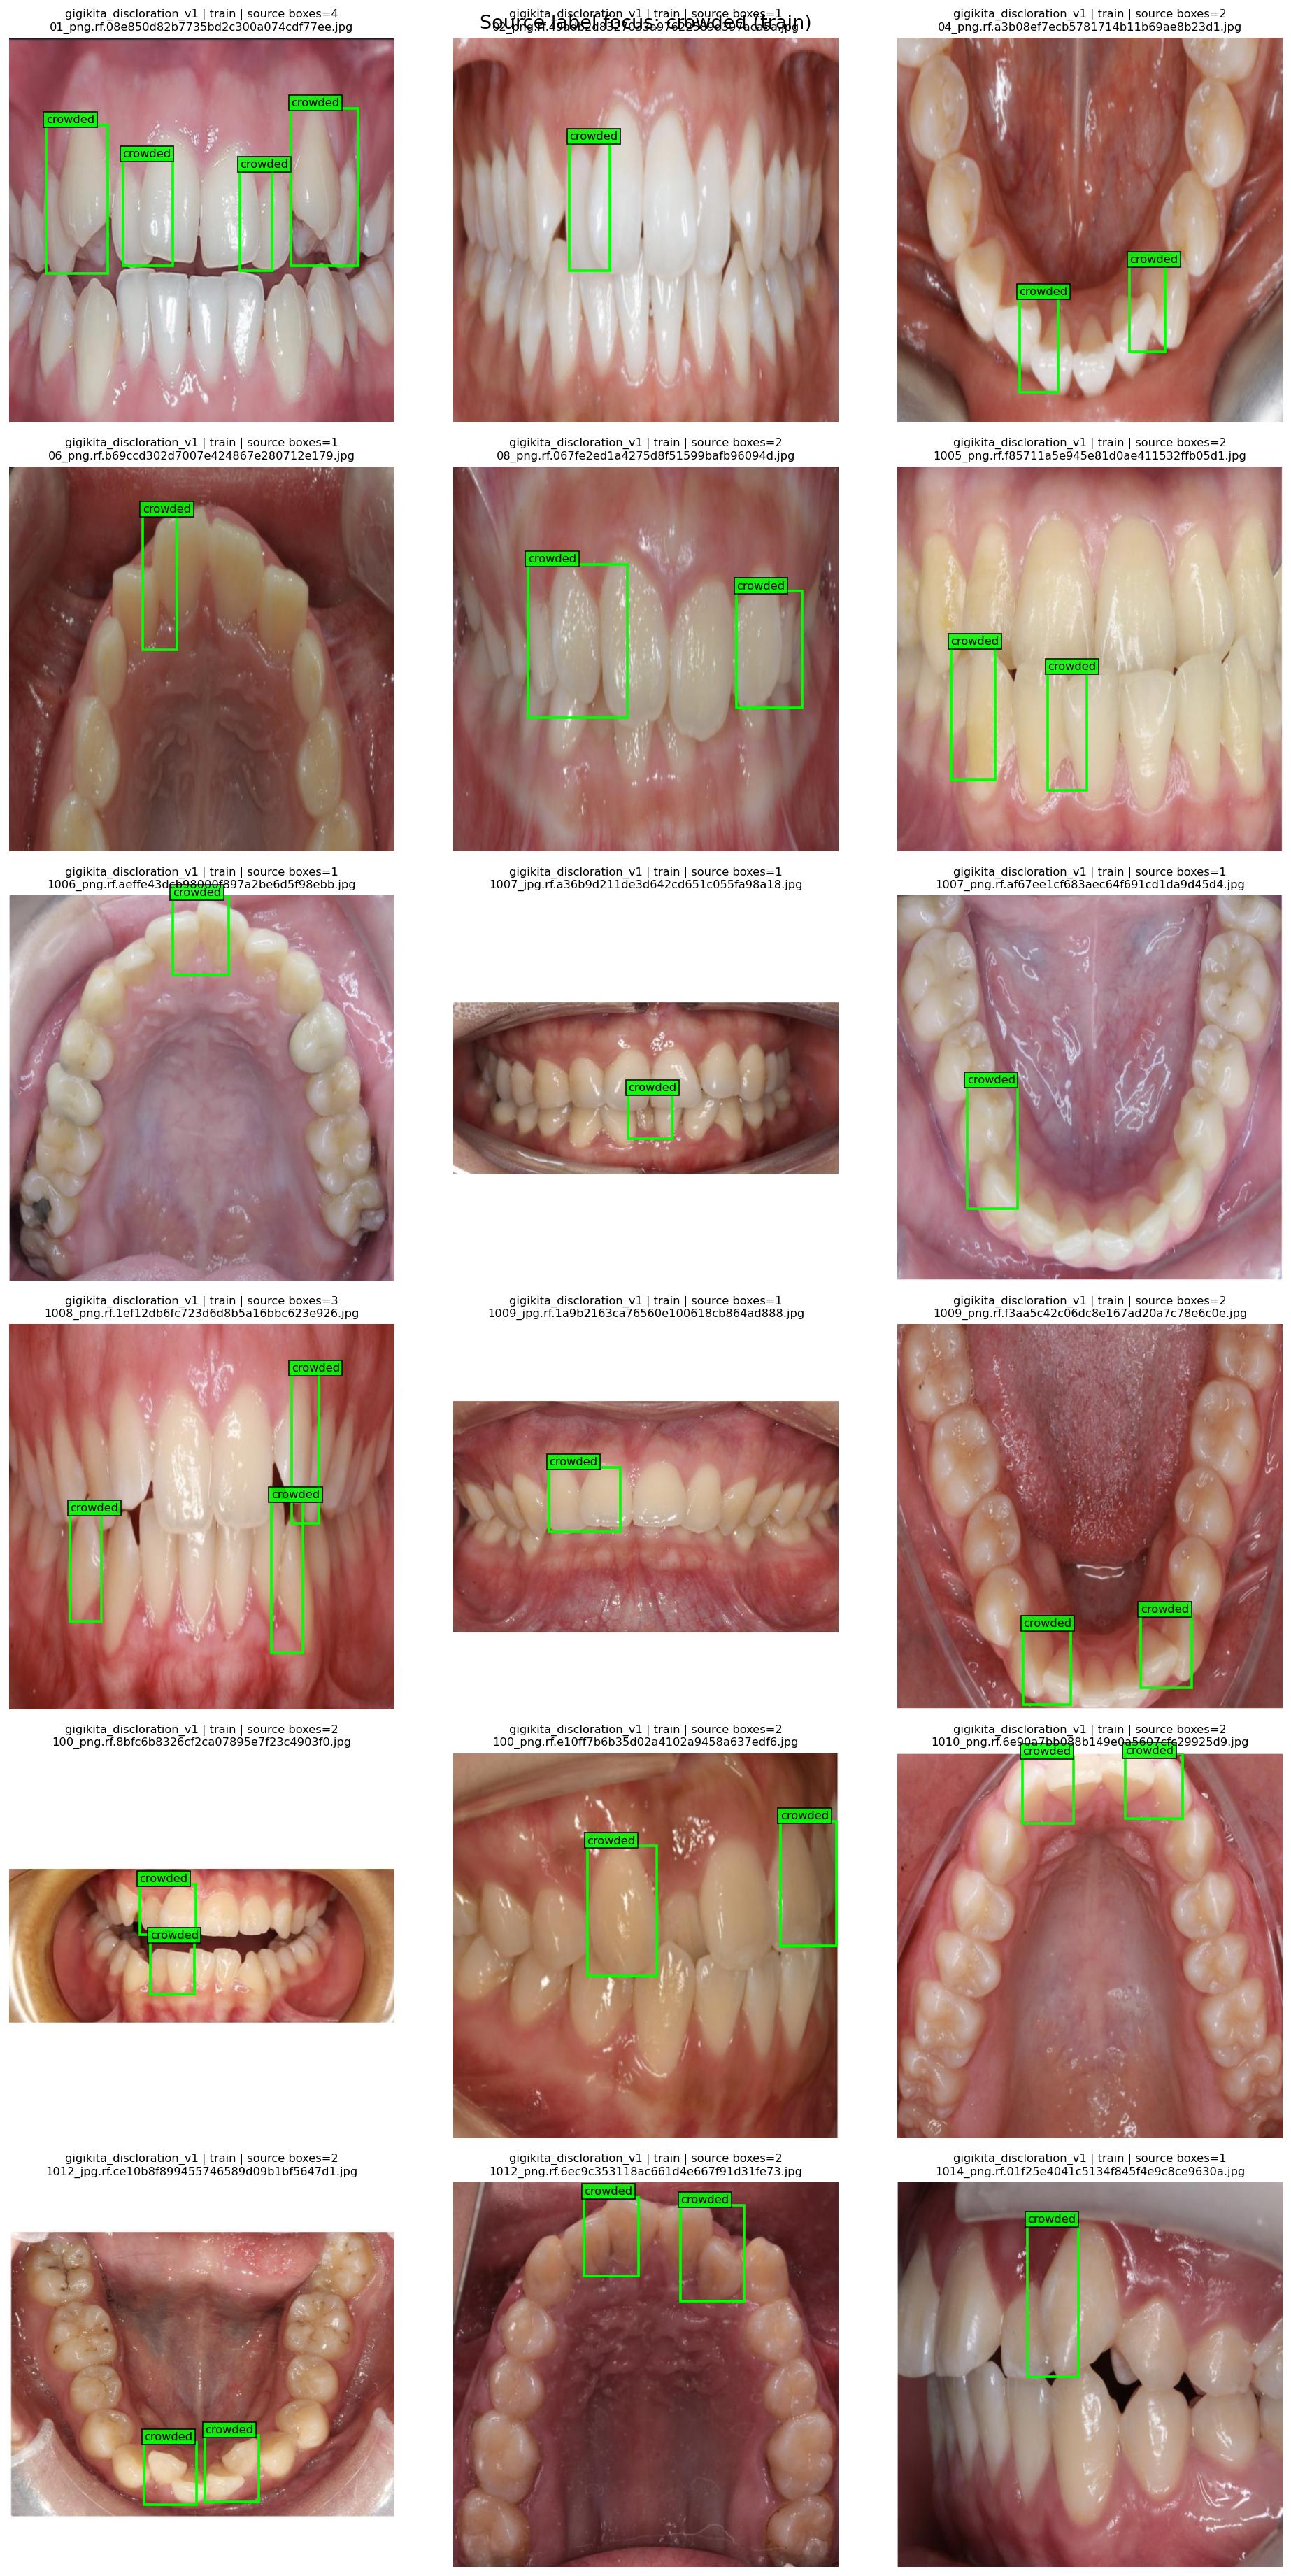 Source label focus: crowded (train)
gigikita_discloration_v1 | train | source boxes=4
01_png.rf.08e850d82b7735bd2c300a074cdf77ee.jpg
crowded
crowded
crowded
crowded
gigikita_discloration_v1 | train | source boxes=1
crowded
gigikita_discloration_v1 | train | source boxes=2
04_png.rf.a3b08ef7ecb5781714b11b69ae8b23d1.jpg
crowded
crowded
gigikita_discloration_v1 | train | source boxes=1
06_png.rf.b69ccd302d7007e424867e280712e179.jpg
crowded
gigikita_discloration_v1 | train | source boxes=2
08_png.rf.067fe2ed1a4275d8f51599bafb96094d.jpg
crowded
crowded
gigikita_discloration_v1 | train | source boxes=2
1005_png.rf.f85711a5e945e81d0ae411532ffb05d1.jpg
crowded
crowded
gigikita_discloration_v1 | train | source boxes=1
crowded
gigikita_discloration_v1 | train | source boxes=1
1007_jpg.rf.a36b9d211de3d642cd651c055fa98a18.jpg
crowded
gigikita_discloration_v1 | train | source boxes=1
1007_png.rf.af67ee1cf683aec64f691cd1da9d45d4.jpg
crowded
gigikita_discloration_v1 | train | source boxes=3
1008_png.rf.1ef12db6fc723d6d8b5a16bbc623e926.jpg
crowded
crowded
crowded
gigikita_discloration_v1 | train | source boxes=1
1009_jpg.rf.1a9b2163ca76560e100618cb864ad888.jpg
crowded
gigikita_discloration_v1 | train | source boxes=2
1009_png.rf.f3aa5c42c06dc8e167ad20a7c78e6c0e.jpg
crowded
crowded
gigikita_discloration_v1 | train | source boxes=2
100_png.rf.8bfc6b8326cf2ca07895e7f23c4903f0.jpg
crowded
crowded
gigikita_discloration_v1 | train | source boxes=2
100_png.rf.e10ff7b6b35d02a4102a9458a637edf6.jpg
crowded
crowded
gigikita_discloration_v1 | train | source boxes=2
crowded
crowded
gigikita_discloration_v1 | train | source boxes=2
1012_jpg.rf.ce10b8f899455746589d09b1bf5647d1.jpg
crowded
crowded
gigikita_discloration_v1 | train | source boxes=2
1012_png.rf.6ec9c353118ac661d4e667f91d31fe73.jpg
crowded
crowded
gigikita_discloration_v1 | train | source boxes=1
1014_png.rf.01f25e4041c5134f845f4e9c8ce9630a.jpg
crowded